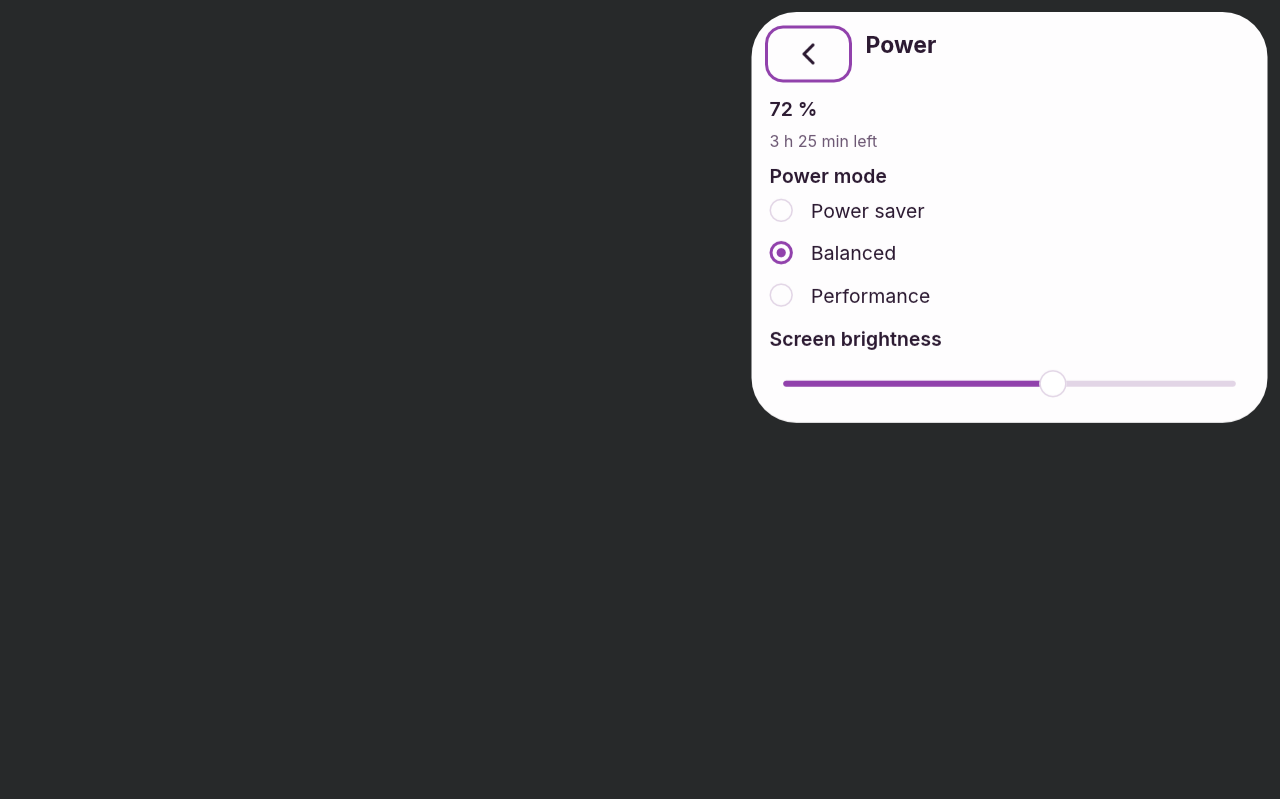 Power
72 %
3 h 25 min left
Power mode
Power saver
Balanced
Performance
Screen brightness